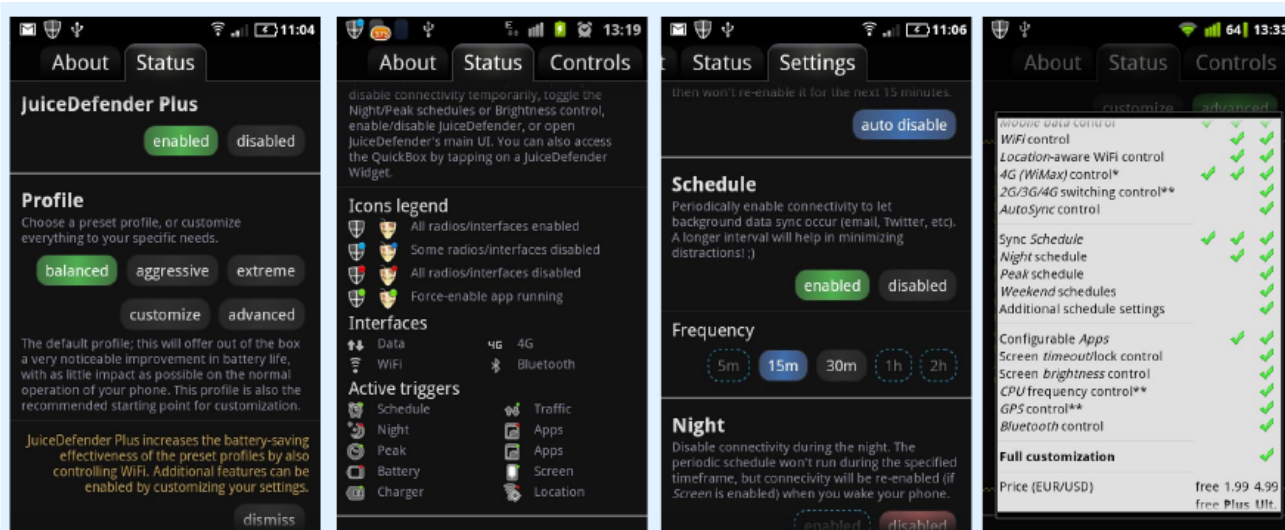 11:04
About Status
JuiceDefender Plus
enabled disabled
Profile
Choose a preset profile, or customize
everything to your specific needs.
balanced aggressive extreme
customize advanced
The default profile; this will offer out of the box
a very noticeable improvement in battery life,
with as little impact as possible on the normal
operation of your phone. This profile is also the
recommended starting point for customization.
JuiceDefender Plus increases the battery-saving
effectiveness of the preset profiles by also
controlling WiFi. Additional features can be
enabled by customizing your settings.
dismiss
13:19
About Status Controls
disable connectivity temporarily, toggle the
Night/Peak schedules or Brightness control,
enable/disable JuiceDefender, or open
JuiceDefender's main UI. You can also access
the QuickBox by tapping on a JuiceDefender
Widget.
Icons legend
All radios/interfaces enabled
Some radios/interfaces disabled
All radios/interfaces disabled
Force-enable app running
Interfaces
Data 4G 4G
WiFi Bluetooth
Active triggers
Schedule Traffic
Night Apps
Peak Apps
Battery Screen
Charger Location
11:06
t Status Settings
then won't re-enable it for the next 15 minutes.
auto disable
Schedule
Periodically enable connectivity to let
background data sync occur (email, Twitter, etc).
A longer interval will help in minimizing
distractions! ;)
enabled disabled
Frequency
5m 15m 30m 1h 2h
Night
Disable connectivity during the night. The
periodic schedule won't run during the specified
timeframe, but connectivity will be re-enabled (if
Screen is enabled) when you wake your phone.
enabled disabled
64 13:33
About Status Controls
customize advanced
Mobile data control
WiFi control
Location-aware WiFi control
4G (WiMax) control*
2G/3G/4G switching control**
AutoSync control
Sync Schedule
Night schedule
Peak schedule
Weekend schedules
Additional schedule settings
Configurable Apps
Screen timeout/lock control
Screen brightness control
CPU frequency control**
GPS control**
Bluetooth control
Full customization
Price (EUR/USD) free 1.99 4.99
free Plus Ult.